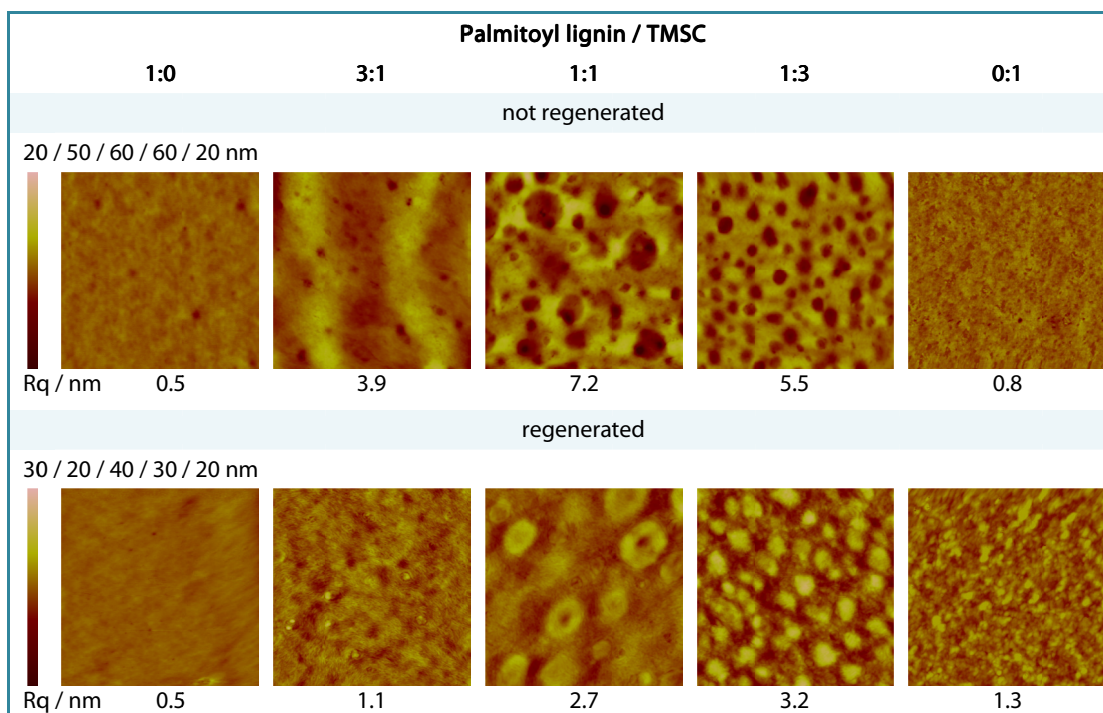 Palmitoyl lignin / TMSC
1:0 3:1 1:1 1:3 0:1
not regenerated
20 / 50 / 60 / 60 / 20 nm
Rq / nm 0.5 3.9 7.2 5.5 0.8
regenerated
30 / 20 / 40 / 30 / 20 nm
Rq / nm 0.5 1.1 2.7 3.2 1.3